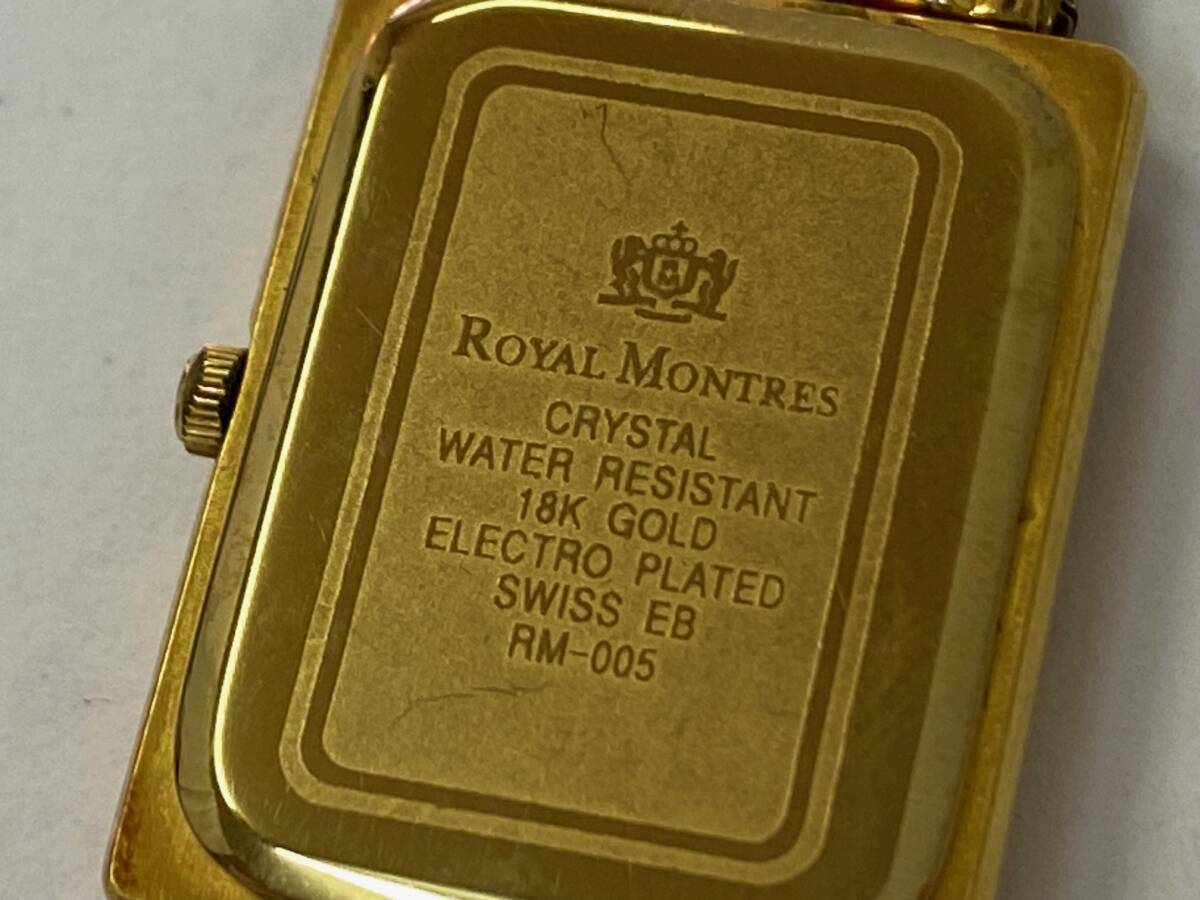 ROYAL MONTRES
CRYSTAL
WATER RESISTANT
18K GOLD
ELECTRO PLATED
SWISS EB
RM-005